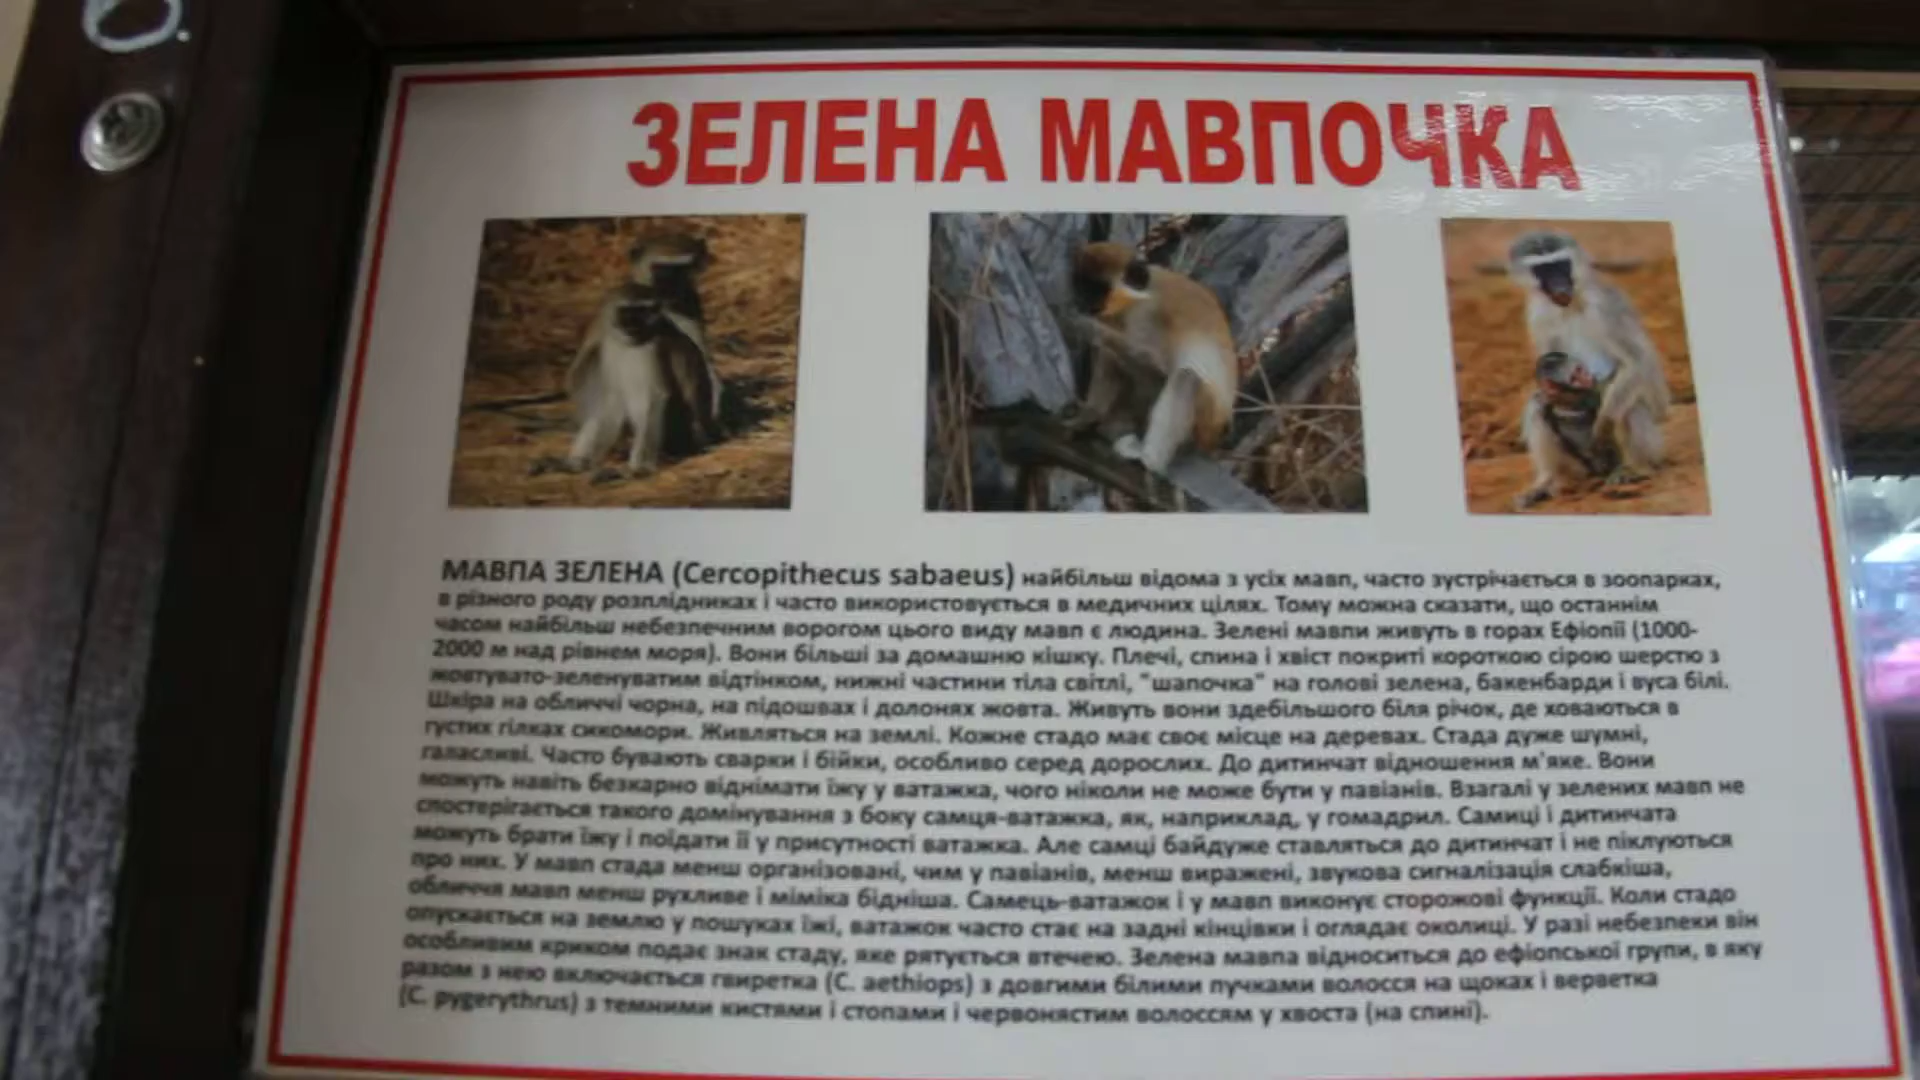 ЗЕЛЕНА МАВПОЧКА
МАВПА ЗЕЛЕНА (Cercopithecus sabaeus) найбільш відома з усіх мавп, часто зустрічається в зоопарках,
в різного роду розплідниках і часто використовується в медичних цілях. Тому можна сказати, що останнім
часом найбільш небезпечним ворогом цього виду мавп є людина. Зелені мавпи живуть в горах Ефіопії (1000-
2000 м над рівнем моря). Вони більші за домашню кішку. Плечі, спина і хвіст покриті короткою сірою шерстю з
жовтувато-зеленуватим відтінком, нижні частини тіла світлі, "шапочка" на голові зелена, бакенбарди і вуса білі.
Шкіра на обличчі чорна, на підошвах і долонях жовта. Живуть вони здебільшого біля річок, де ховаються в
густих гілках сикомори. Живляться на землі. Кожне стадо має своє місце на деревах. Стада дуже шумні,
галасливі. Часто бувають сварки і бійки, особливо серед дорослих. До дитинчат відношення м'яке. Вони
можуть навіть безкарно віднімати їжу у ватажка, чого ніколи не може бути у павіанів. Взагалі у зелених мавп не
спостерігається такого домінування з боку самця-ватажка, як, наприклад, у гомадрил. Самиці і дитинчата
можуть брати їжу і поїдати її у присутності ватажка. Але самці байдуже ставляться до дитинчат і не піклуються
про них. У мавп стада менш організовані, чим у павіанів, менш виражені, звукова сигналізація слабкіша,
обличчя мавп менш рухливе і міміка бідніша. Самець-ватажок і у мавп виконує сторожові функції. Коли стадо
опускається на землю у пошуках їжі, ватажок часто стає на задні кінцівки і оглядає околиці. У разі небезпеки він
особливим криком подає знак стаду, яке рятується втечею. Зелена мавпа відноситься до ефіопської групи, в яку
разом з нею включається гвиретка (C. aethiops) з довгими білими пучками волосся на щоках і верветка
(C. pygerythrus) з темними кистями і стопами і червонястим волоссям у хвоста (на спині).